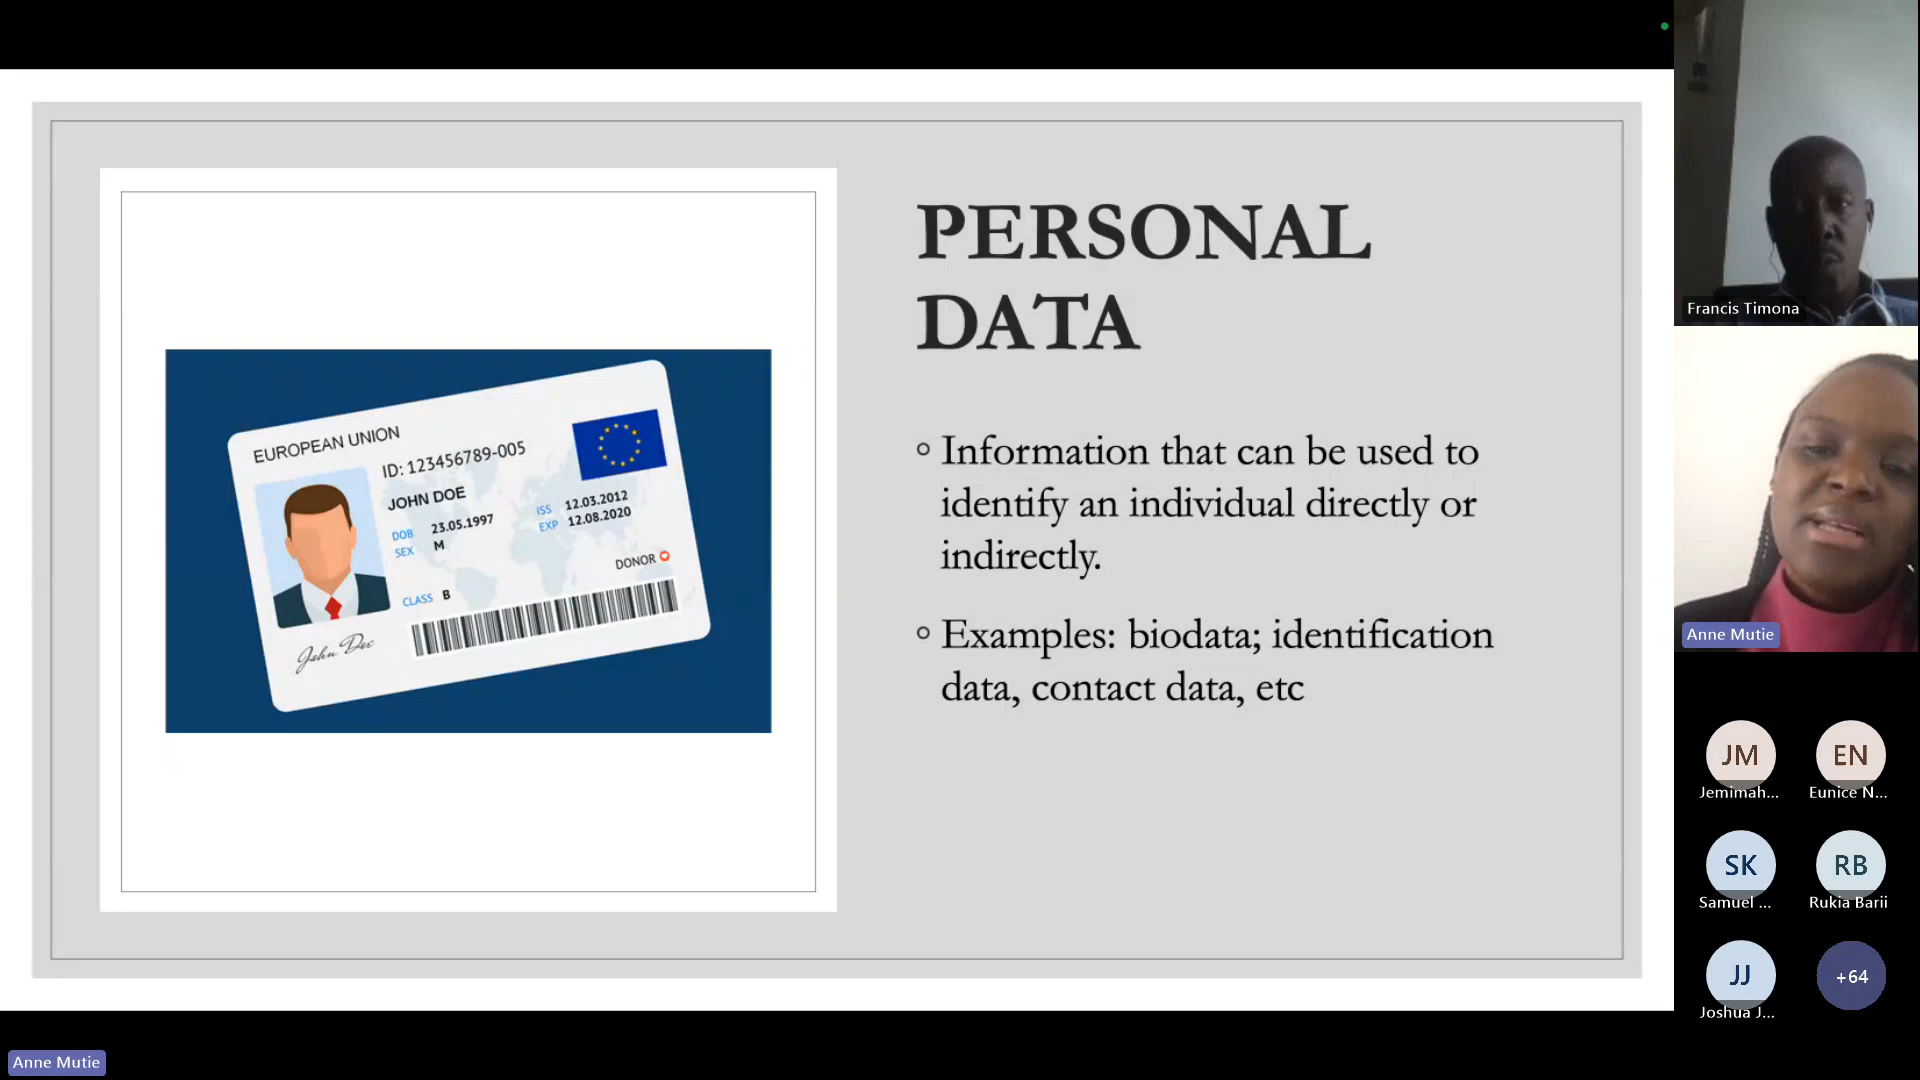 PERSONAL
DATA
◦ Information that can be used to
identify an individual directly or
indirectly.
◦ Examples: biodata; identification
data, contact data, etc
EUROPEAN UNION
ID: 123456789-005
JOHN DOE
DOB 23.05.1997
SEX M
ISS 12.03.2012
EXP 12.08.2020
DONOR
CLASS B
John Doe
Francis Timona
Anne Mutie
JM
Jemimah...
EN
Eunice N...
SK
Samuel ...
RB
Rukia Barii
JJ
Joshua J...
+64
Anne Mutie